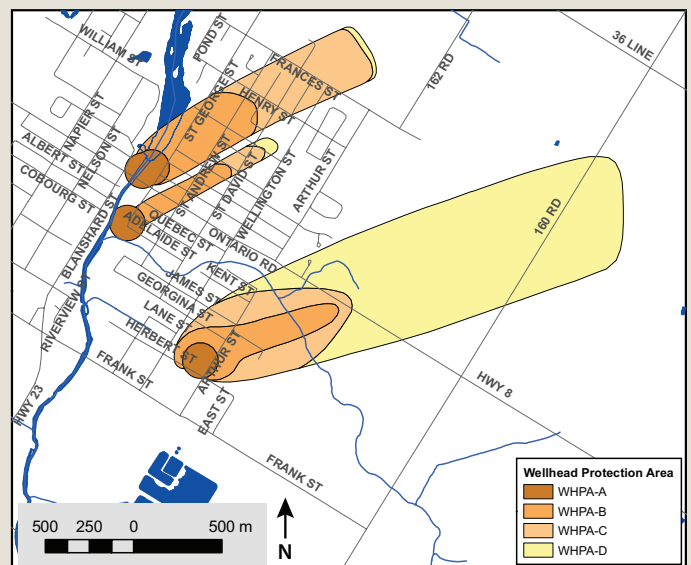 WILLIAM ST
POND ST
36 LINE
FRANCES ST
162 RD
ST GEORGE ST
HENRY ST
NAPIER ST
NELSON ST
ALBERT ST
COBOURG ST
ST ANDREW ST
ST DAVID ST
WELLINGTON ST
ARTHUR ST
BLANSHARD ST
ADELAIDE ST
QUEBEC ST
ONTARIO RD
160 RD
KENT ST
JAMES ST
GEORGINA ST
RIVERVIEW ST
LANE ST
HERBERT ST
ARTHUR ST
FRANK ST
EAST ST
HWY 8
HWY 23
FRANK ST
Wellhead Protection Area
WHPA-A
WHPA-B
WHPA-C
WHPA-D
500 250 0 500 m
N